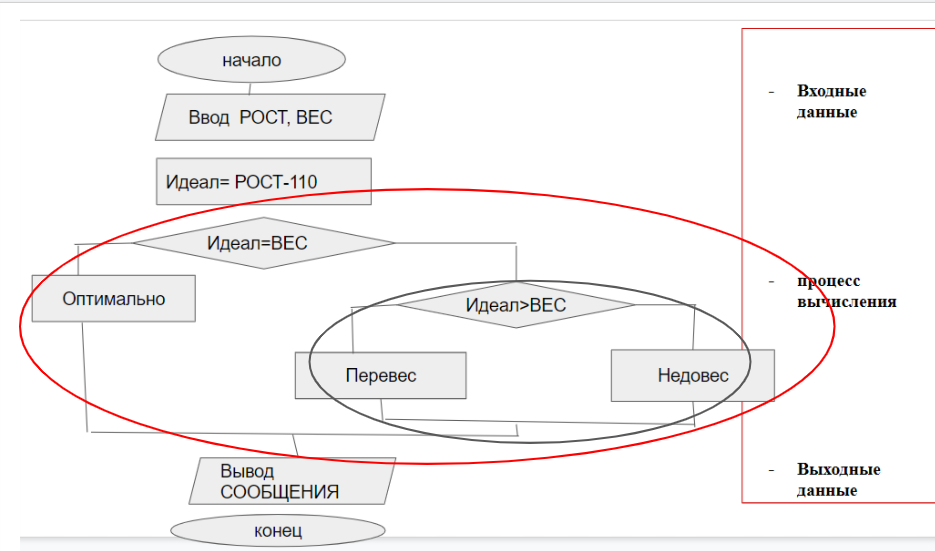 начало
Ввод РОСТ, ВЕС
Идеал= РОСТ-110
Идеал=ВЕС
Оптимально
Идеал>ВЕС
Перевес
Недовес
Вывод
СООБЩЕНИЯ
конец
- Входные
данные
- процесс
вычисления
- Выходные
данные